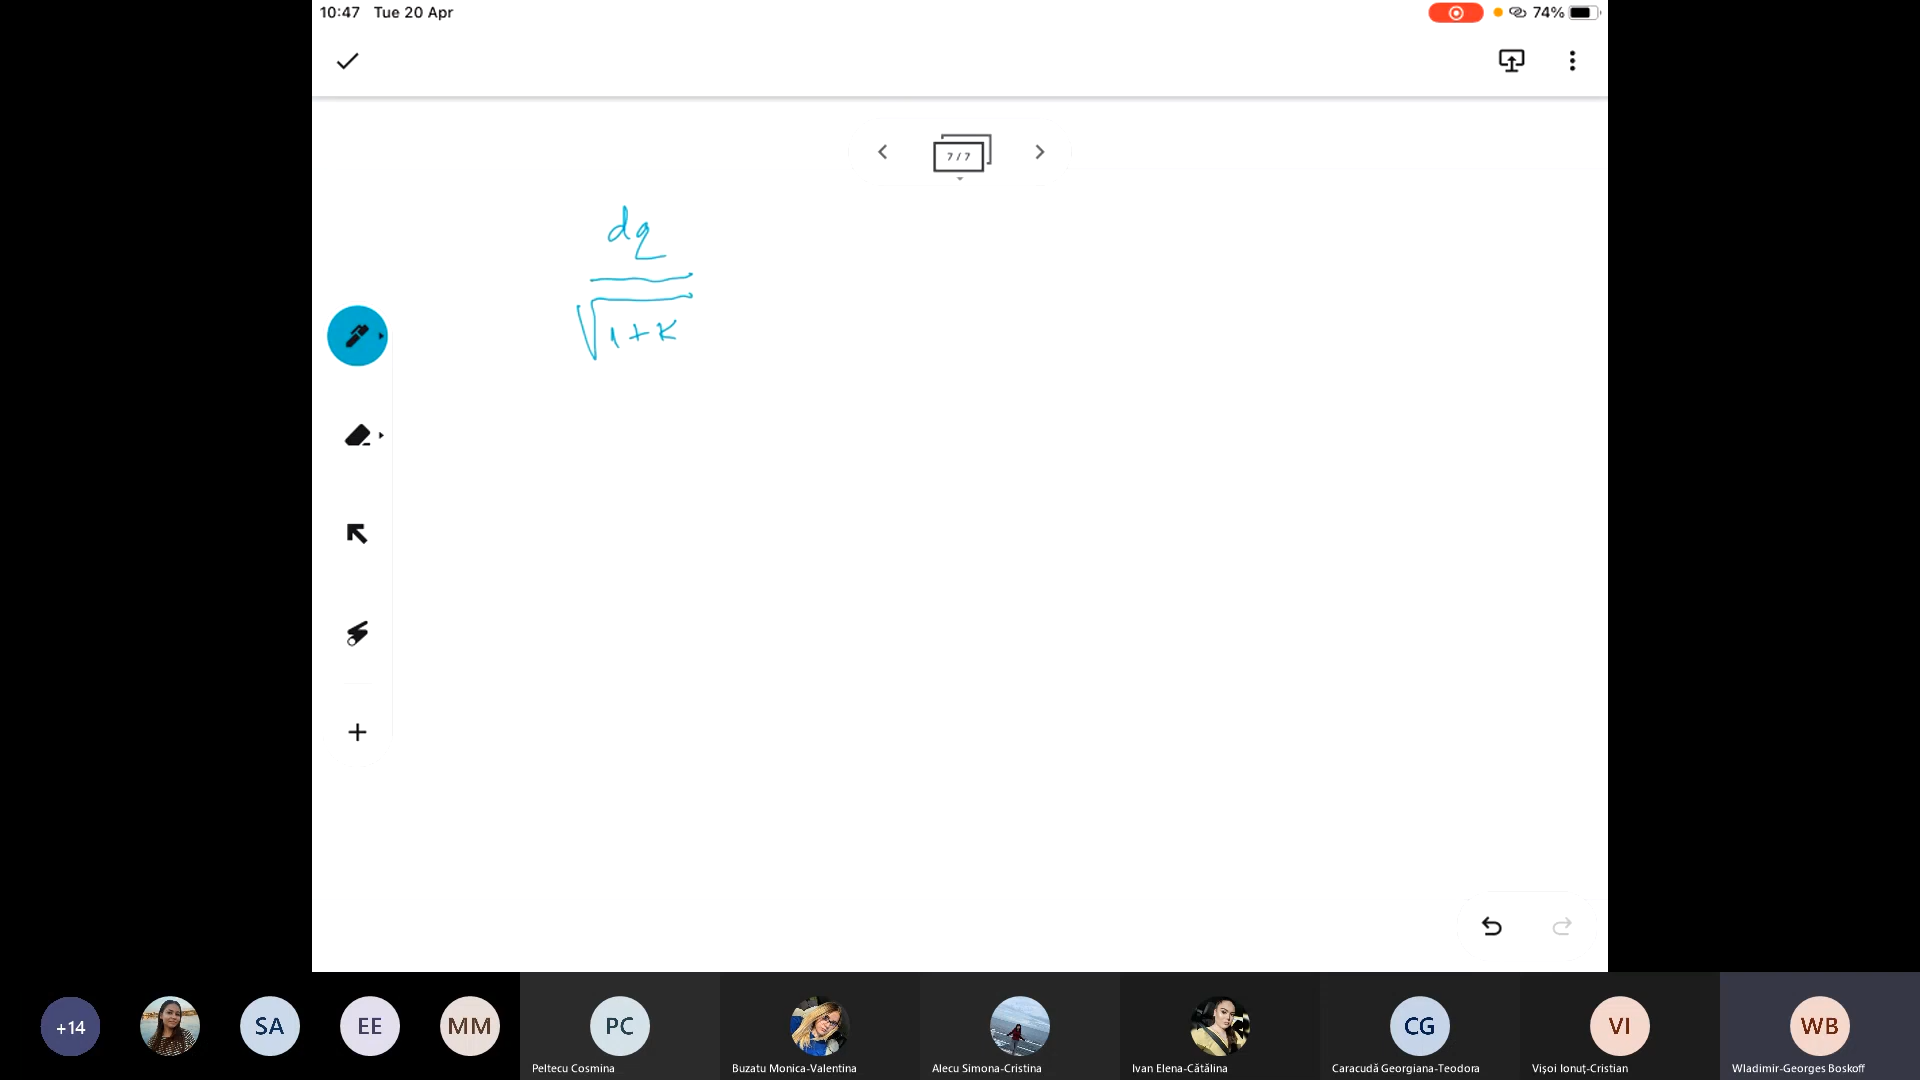 10:47 Tue 20 Apr 74%
7 / 7
dq
√1+K
+14 SA EE MM PC CG VI WB
Peltecu Cosmina Buzatu Monica-Valentina Alecu Simona-Cristina Ivan Elena-Cătălina Caracudă Georgiana-Teodora Vișoi Ionuț-Cristian Wladimir-Georges Boskoff